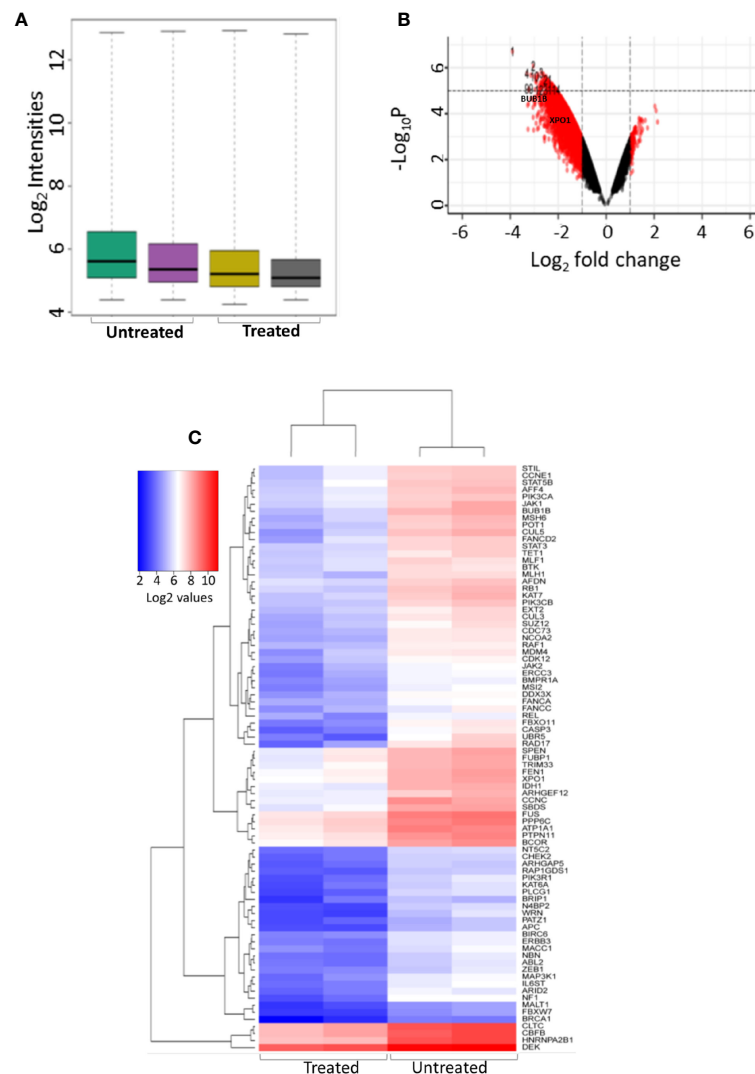 A
Log2 Intensities
12
10
8
6
4
Untreated
Treated
B
-Log10P
6
4
2
0
BUB1B
XPO1
-6
-4
-2
0
2
4
6
Log2 fold change
C
2 4 6 8 10
Log2 values
STIL
CCNE1
STAT5B
AFF4
PIK3CA
JAK1
BUB1B
MSH6
POT1
CUL5
FANCD2
STAT3
TET1
MLF1
BTK
MLH1
AFDN
RB1
KAT7
PIK3CB
EXT2
CUL3
SUZ12
CDC73
NCOA2
RAF1
MDM4
CDK12
JAK2
ERCC3
BMPR1A
MSI2
DDX3X
FANCA
FANCC
REL
FBXO11
CASP3
UBR5
RAD17
SPEN
FUBP1
TRIM33
FEN1
XPO1
IDH1
ARHGEF12
CCNC
SBDS
FUS
PPP6C
ATP1A1
PTPN11
BCOR
NT5C2
CHEK2
ARHGAP5
RAP1GDS1
PIK3R1
KAT6A
PLCG1
BRIP1
N4BP2
WRN
PATZ1
APC
BIRC6
ERBB3
MACC1
NBN
ABL2
ZEB1
MAP3K1
IL6ST
ARID2
NF1
MALT1
FBXW7
BRCA1
CLTC
CBFB
HNRNPA2B1
DEK
Treated
Untreated